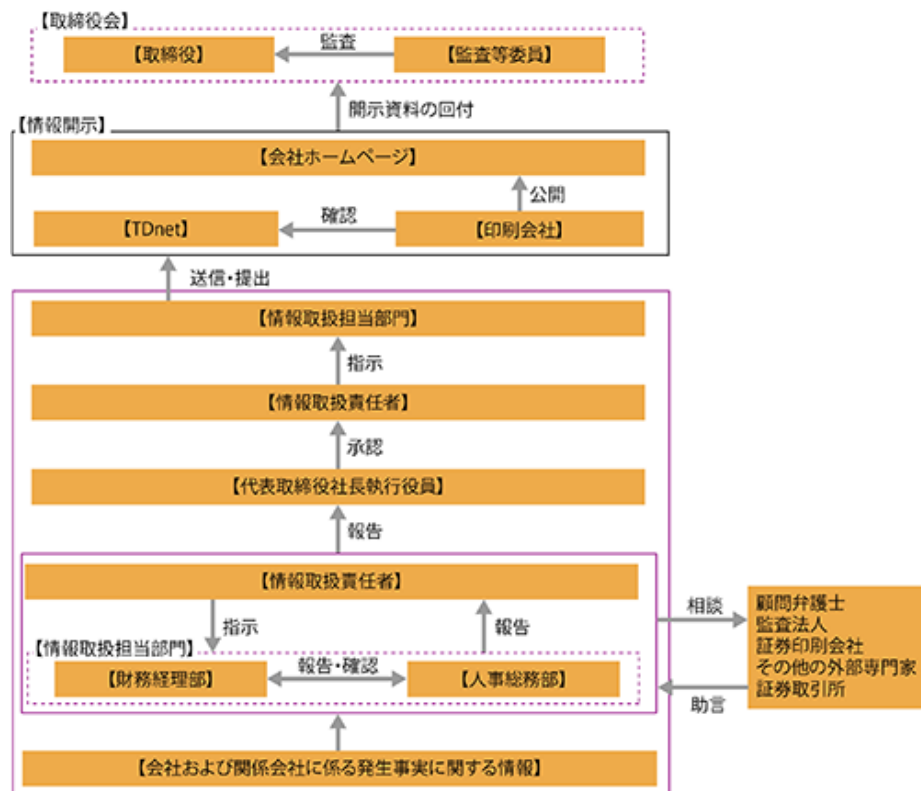 【取締役会】
【取締役】
監査
【監査等委員】
開示資料の回付
【情報開示】
【会社ホームページ】
公開
【TDnet】
確認
【印刷会社】
送信・提出
【情報取扱担当部門】
指示
【情報取扱責任者】
承認
【代表取締役社長執行役員】
報告
【情報取扱責任者】
指示
報告
【情報取扱担当部門】
【財務経理部】
報告・確認
【人事総務部】
相談
助言
顧問弁護士
監査法人
証券印刷会社
その他の外部専門家
証券取引所
【会社および関係会社に係る発生事実に関する情報】